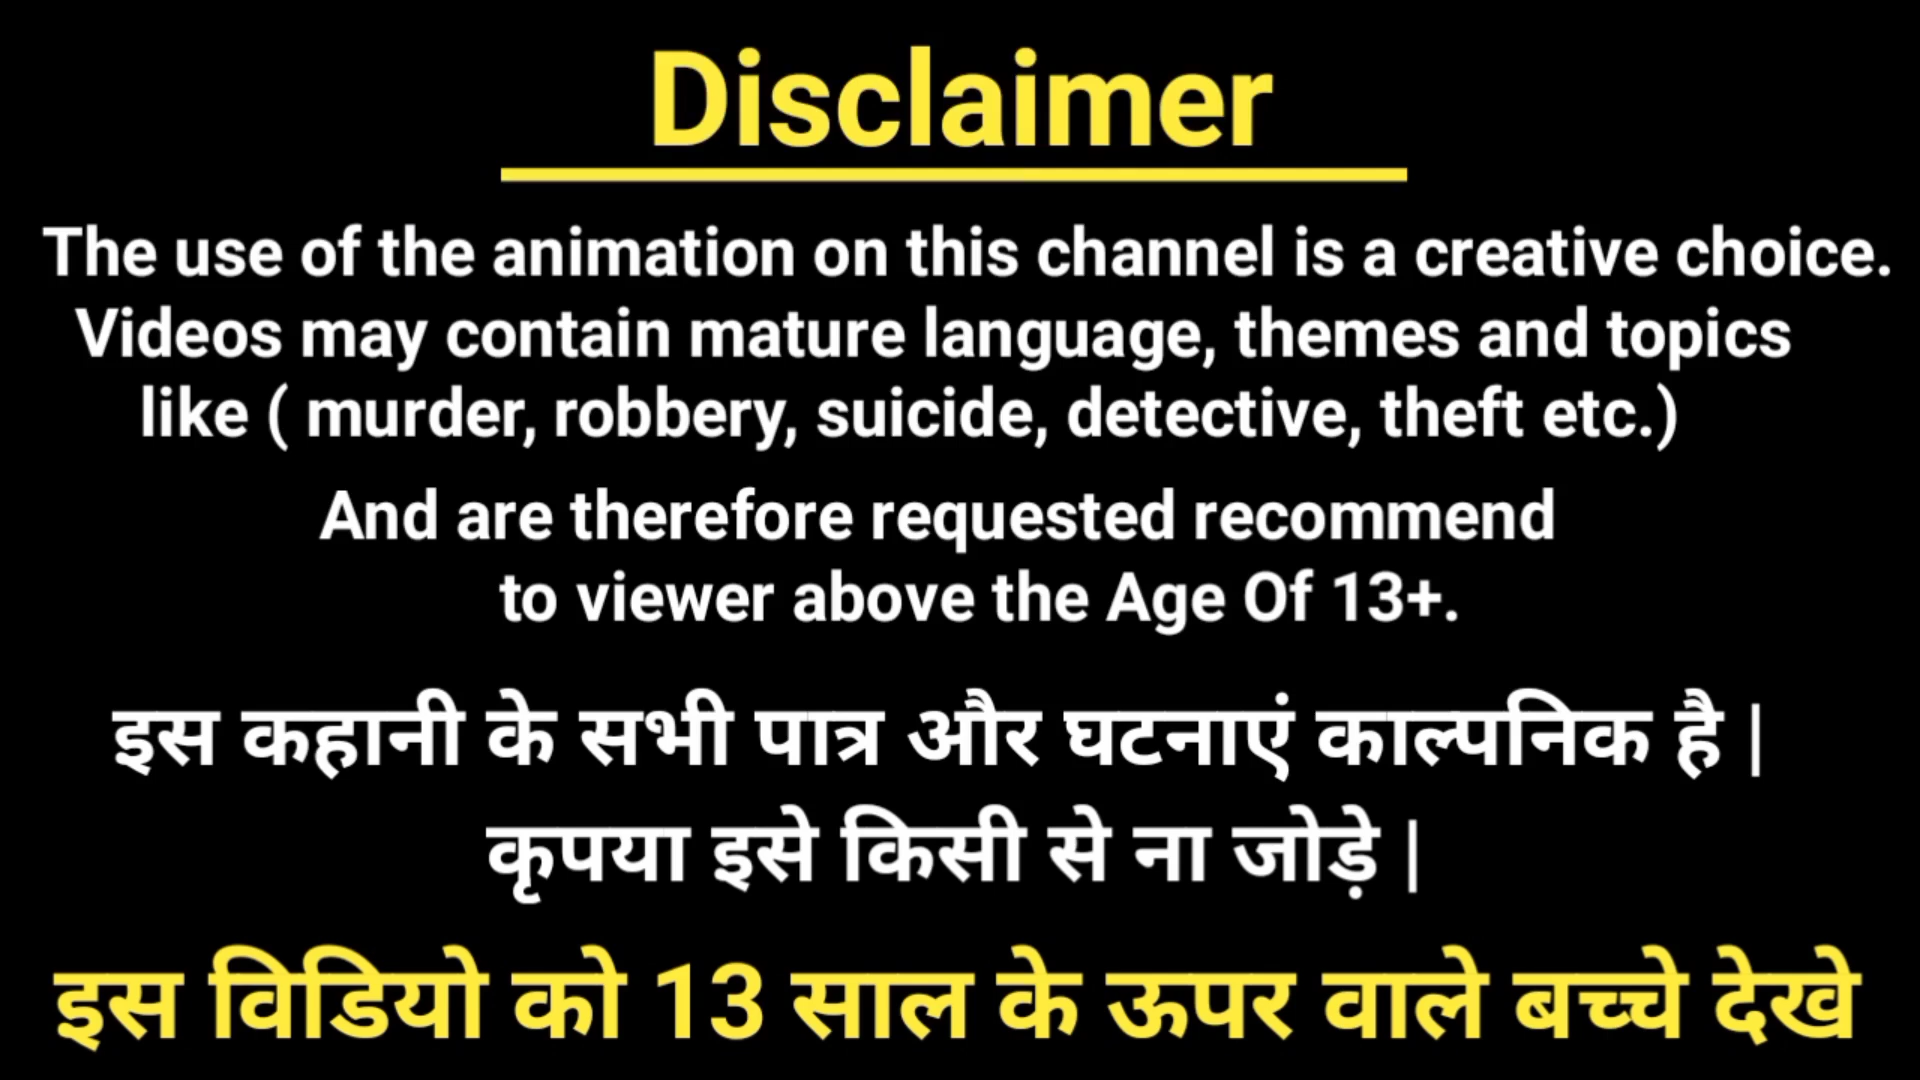 Disclaimer
The use of the animation on this channel is a creative choice.
Videos may contain mature language, themes and topics
like ( murder, robbery, suicide, detective, theft etc.)
And are therefore requested recommend
to viewer above the Age Of 13+.
इस कहानी के सभी पात्र और घटनाएं काल्पनिक है |
कृपया इसे किसी से ना जोड़े |
इस विडियो को 13 साल के ऊपर वाले बच्चे देखे